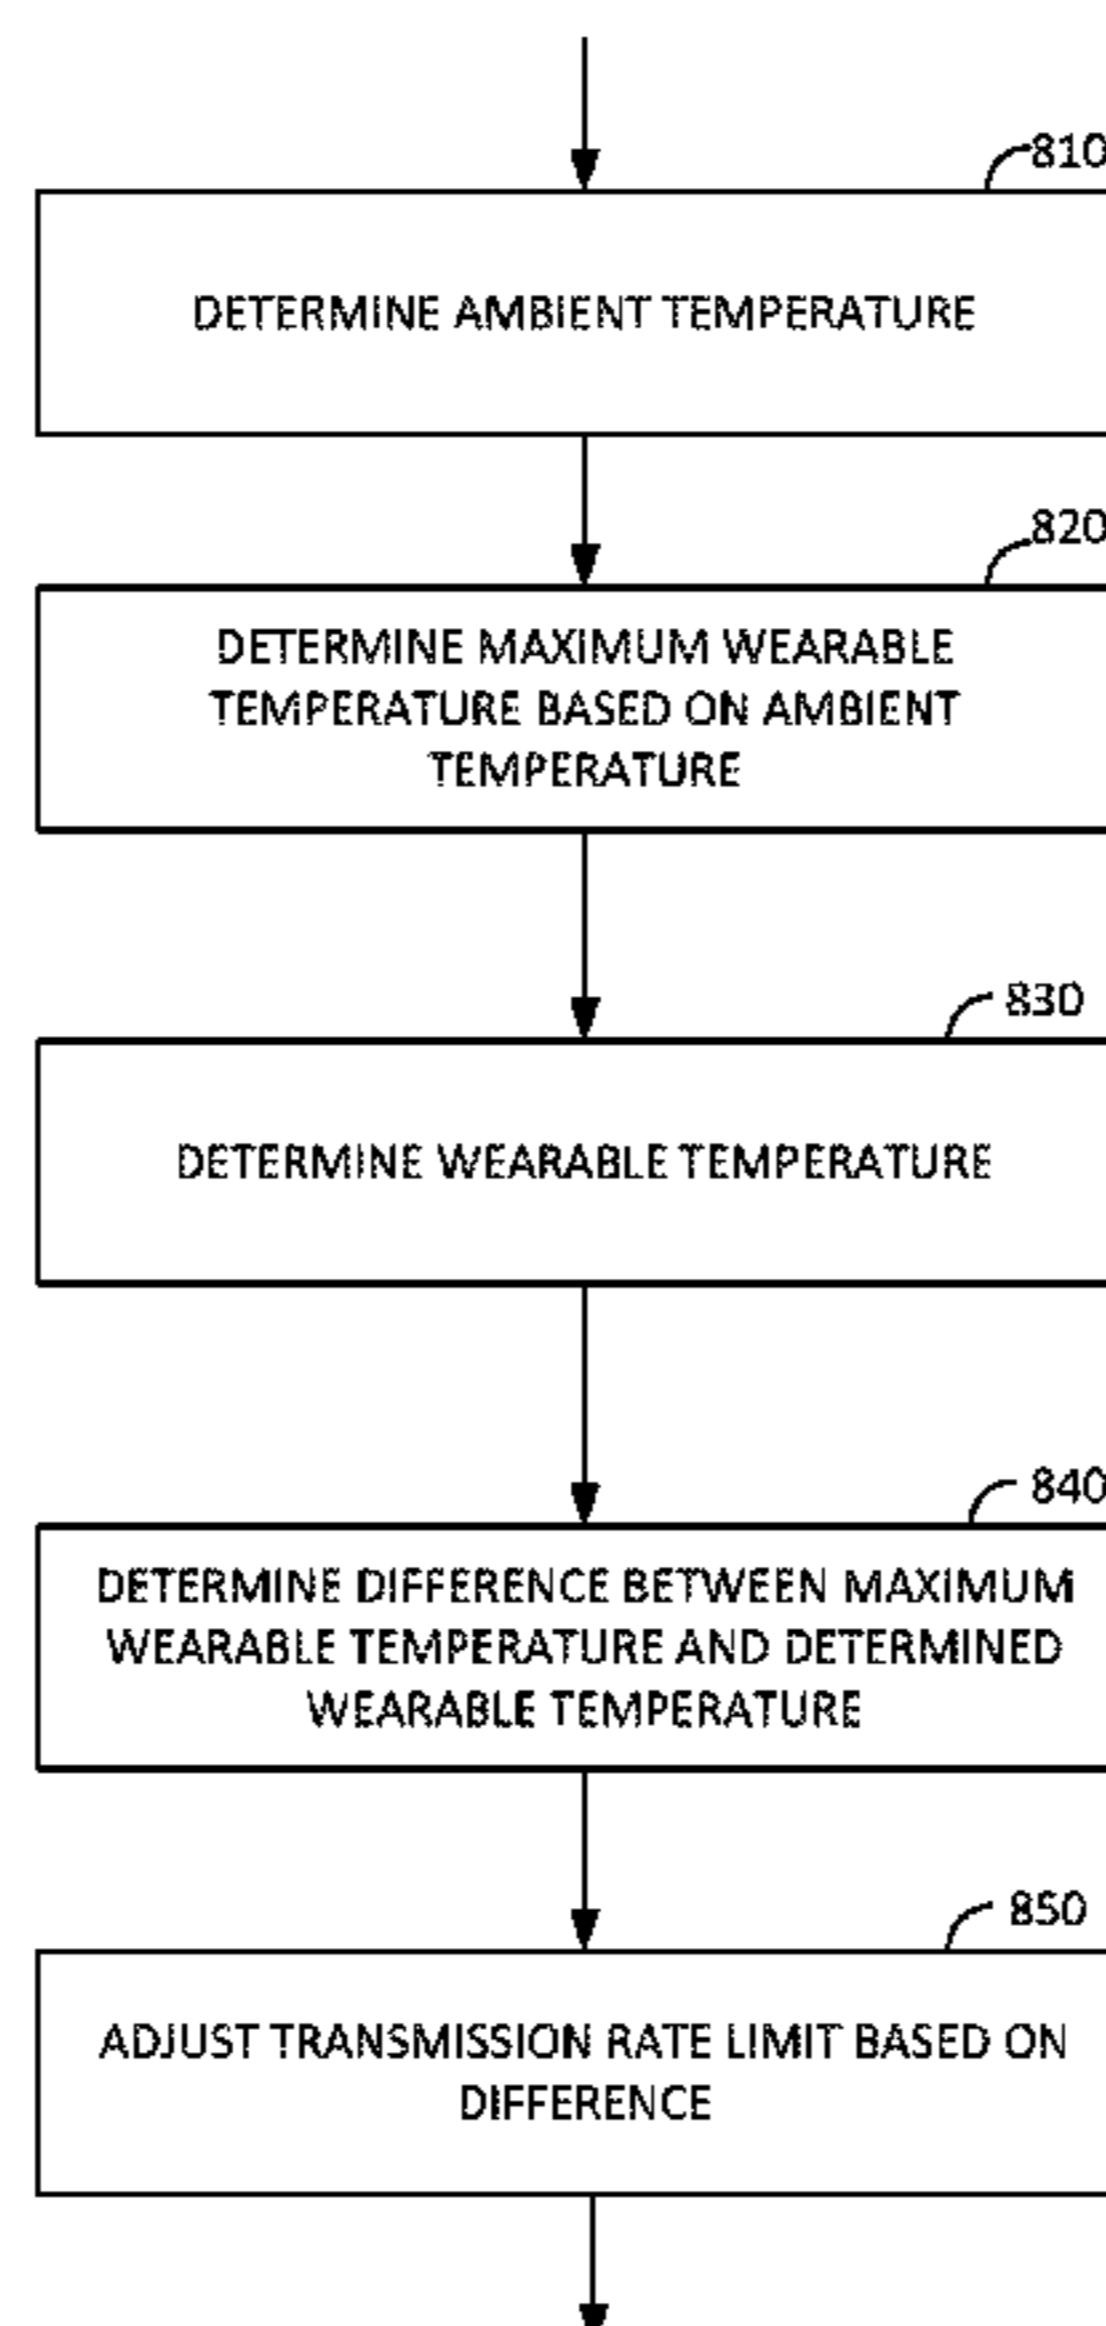 810
DETERMINE AMBIENT TEMPERATURE
820
DETERMINE MAXIMUM WEARABLE
TEMPERATURE BASED ON AMBIENT
TEMPERATURE
830
DETERMINE WEARABLE TEMPERATURE
840
DETERMINE DIFFERENCE BETWEEN MAXIMUM
WEARABLE TEMPERATURE AND DETERMINED
WEARABLE TEMPERATURE
850
ADJUST TRANSMISSION RATE LIMIT BASED ON
DIFFERENCE